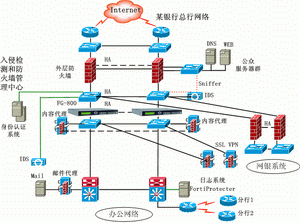 某银行总行网络
Internet
DNS WEB
外层防
火墙
HA
公众
服务器群
入侵检
测和防
火墙管
理中心
Sniffer
IDS
HA
FG-800
HA
身份认证
系统
内容代理
内容代理
HA
IDS
SSL VPN
网银系统
Mail
邮件代理
日志系统
FortiProtecter
办公网络
分行1
分行2